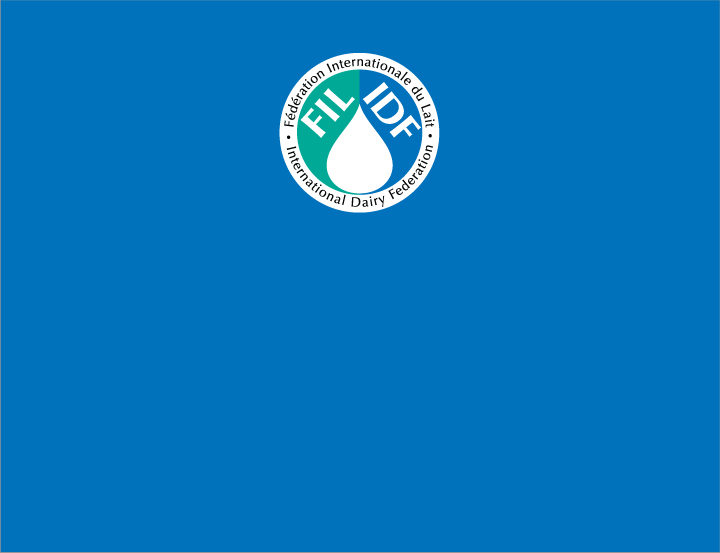 Fédération Internationale du Lait
FIL IDF
• International Dairy Federation •